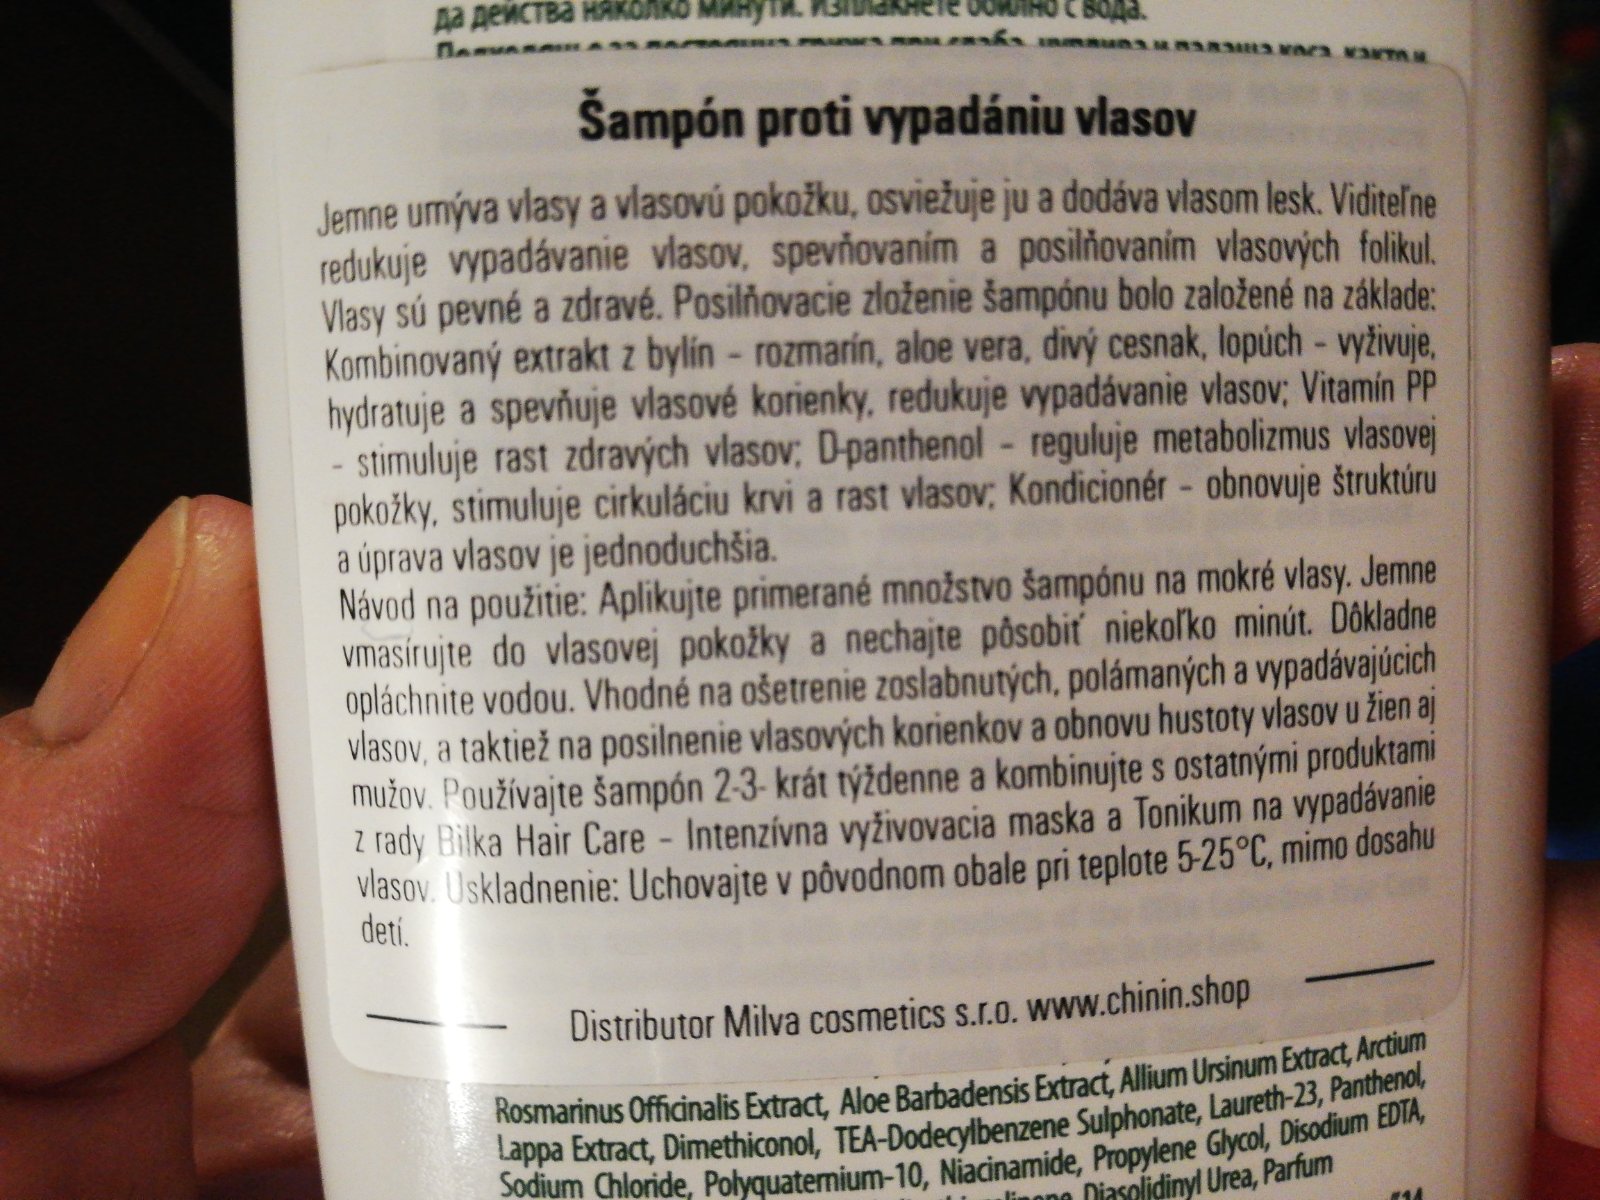 да действа няколко минути. Изплакнете обилно с вода.
Šampón proti vypadániu vlasov
Jemne umýva vlasy a vlasovú pokožku, osviežuje ju a dodáva vlasom lesk. Viditeľne
redukuje vypadávanie vlasov, spevňovaním a posilňovaním vlasových folikul.
Vlasy sú pevné a zdravé. Posilňovacie zloženie šampónu bolo založené na základe:
Kombinovaný extrakt z bylín – rozmarín, aloe vera, divý cesnak, lopúch – vyživuje,
hydratuje a spevňuje vlasové korienky, redukuje vypadávanie vlasov; Vitamín PP
- stimuluje rast zdravých vlasov; D-panthenol – reguluje metabolizmus vlasovej
pokožky, stimuluje cirkuláciu krvi a rast vlasov; Kondicionér – obnovuje štruktúru
a úprava vlasov je jednoduchšia.
Návod na použitie: Aplikujte primerané množstvo šampónu na mokré vlasy. Jemne
vmasírujte do vlasovej pokožky a nechajte pôsobiť niekoľko minút. Dôkladne
opláchnite vodou. Vhodné na ošetrenie zoslabnutých, polámaných a vypadávajúcich
vlasov, a taktiež na posilnenie vlasových korienkov a obnovu hustoty vlasov u žien aj
mužov. Používajte šampón 2-3- krát týždenne a kombinujte s ostatnými produktami
z rady Bilka Hair Care – Intenzívna vyživovacia maska a Tonikum na vypadávanie
vlasov. Uskladnenie: Uchovajte v pôvodnom obale pri teplote 5-25°C, mimo dosahu
detí.
Distributor Milva cosmetics s.r.o. www.chinin.shop
Rosmarinus Officinalis Extract, Aloe Barbadensis Extract, Allium Ursinum Extract, Arctium
Lappa Extract, Dimethiconol, TEA-Dodecylbenzene Sulphonate, Laureth-23, Panthenol,
Sodium Chloride, Polyquaternium-10, Niacinamide, Propylene Glycol, Disodium EDTA,
Diasolidinyl Urea, Parfum